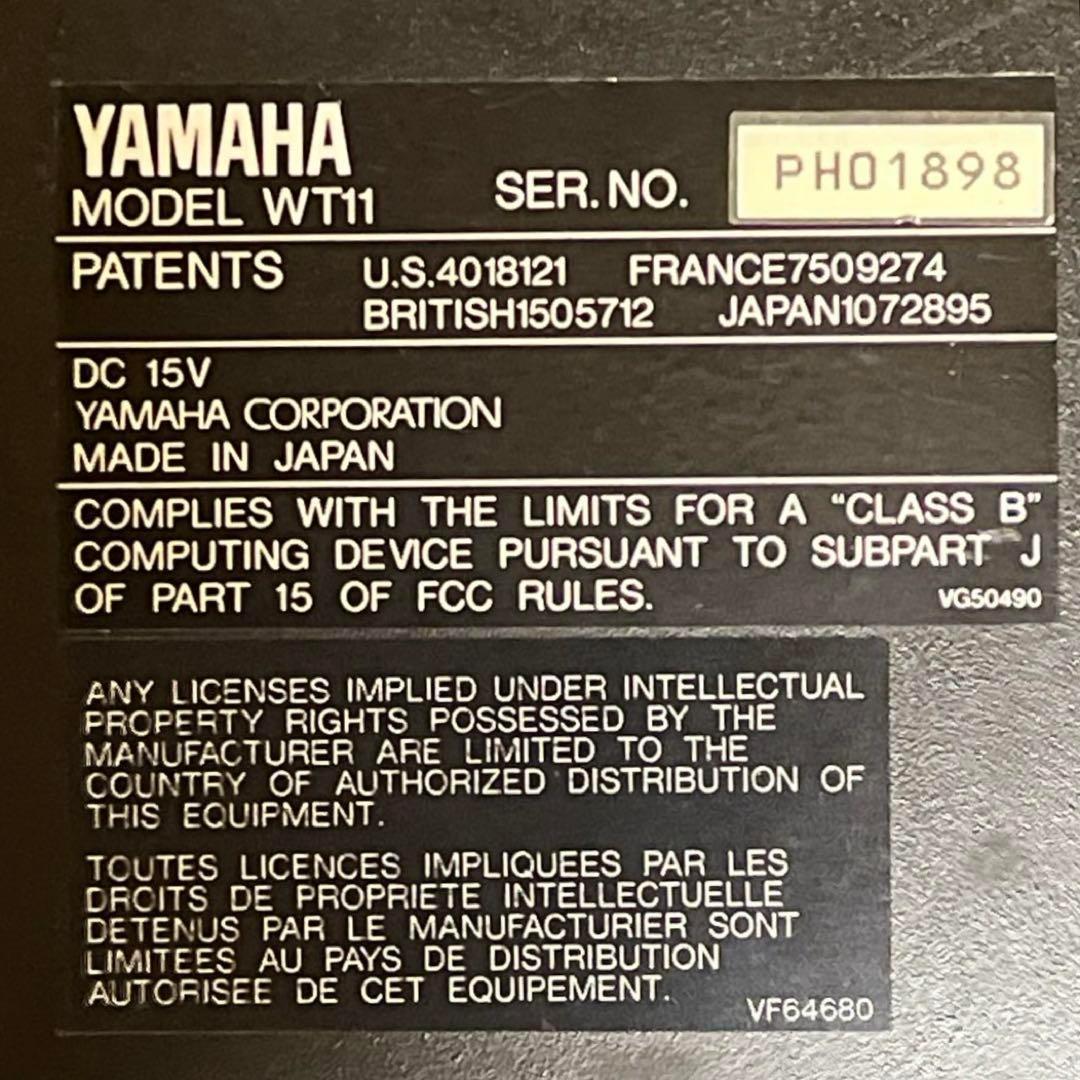 YAMAHA
MODEL WT11 SER. NO. PH01898
PATENTS U.S.4018121 FRANCE7509274
BRITISH1505712 JAPAN1072895
DC 15V
YAMAHA CORPORATION
MADE IN JAPAN
COMPLIES WITH THE LIMITS FOR A “CLASS B”
COMPUTING DEVICE PURSUANT TO SUBPART J
OF PART 15 OF FCC RULES. VG50490
ANY LICENSES IMPLIED UNDER INTELLECTUAL
PROPERTY RIGHTS POSSESSED BY THE
MANUFACTURER ARE LIMITED TO THE
COUNTRY OF AUTHORIZED DISTRIBUTION OF
THIS EQUIPMENT.
TOUTES LICENCES IMPLIQUEES PAR LES
DROITS DE PROPRIETE INTELLECTUELLE
DETENUS PAR LE MANUFACTURIER SONT
LIMITEES AU PAYS DE DISTRIBUTION
AUTORISEE DE CET EQUIPEMENT. VF64680